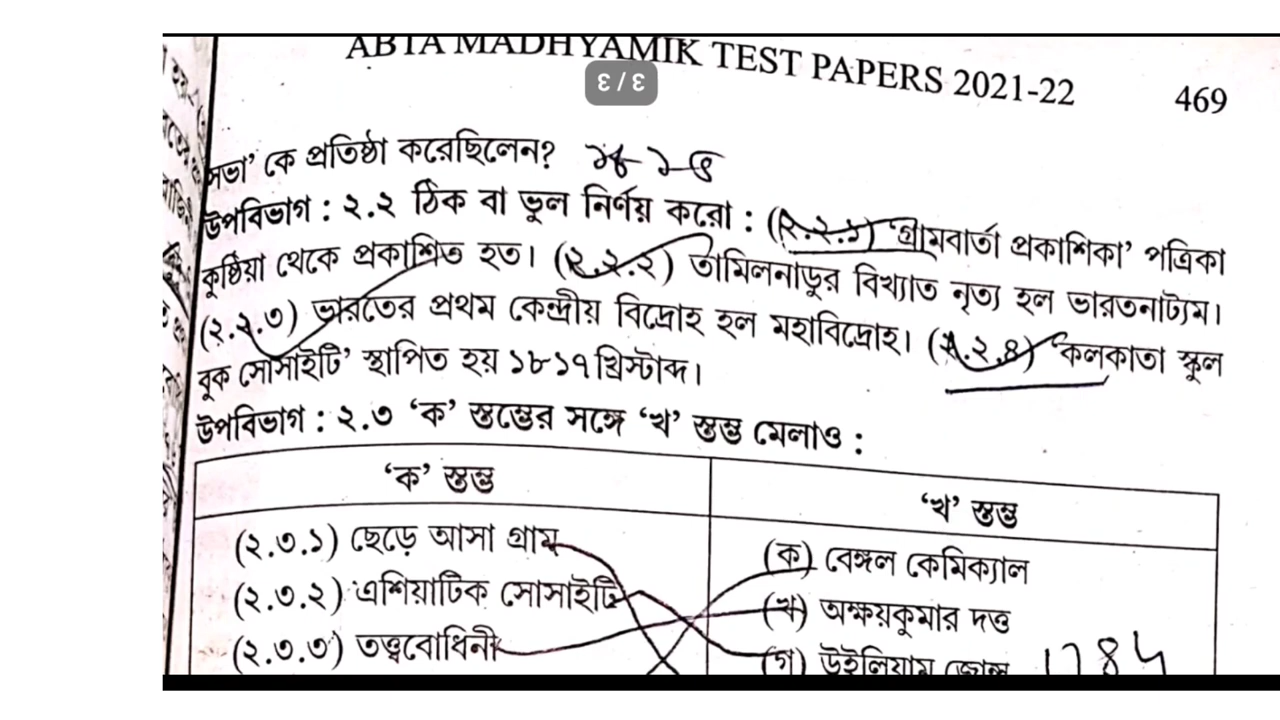 ABTA MADHYAMIK TEST PAPERS 2021-22 469
৩/৩
সভা’ কে প্রতিষ্ঠা করেছিলেন?
উপবিভাগ : ২.২ ঠিক বা ভুল নির্ণয় করো : (২.২.১) ‘গ্রামবার্তা প্রকাশিকা’ পত্রিকা
কুষ্ঠিয়া থেকে প্রকাশিত হত। (২.২.২) তামিলনাড়ুর বিখ্যাত নৃত্য হল ভারতনাট্যম।
(২.২.৩) ভারতের প্রথম কেন্দ্রীয় বিদ্রোহ হল মহাবিদ্রোহ। (২.২.৪) ‘কলকাতা স্কুল
বুক সোসাইটি’ স্থাপিত হয় ১৮১৭ খ্রিস্টাব্দ।
উপবিভাগ : ২.৩ ‘ক’ স্তম্ভের সঙ্গে ‘খ’ স্তম্ভ মেলাও :
‘ক’ স্তম্ভ
‘খ’ স্তম্ভ
(২.৩.১) ছেড়ে আসা গ্রাম
(ক) বেঙ্গল কেমিক্যাল
(২.৩.২) এশিয়াটিক সোসাইটি
(খ) অক্ষয়কুমার দত্ত
(২.৩.৩) তত্ত্ববোধিনী
(গ) উইলিয়াম জোন্স